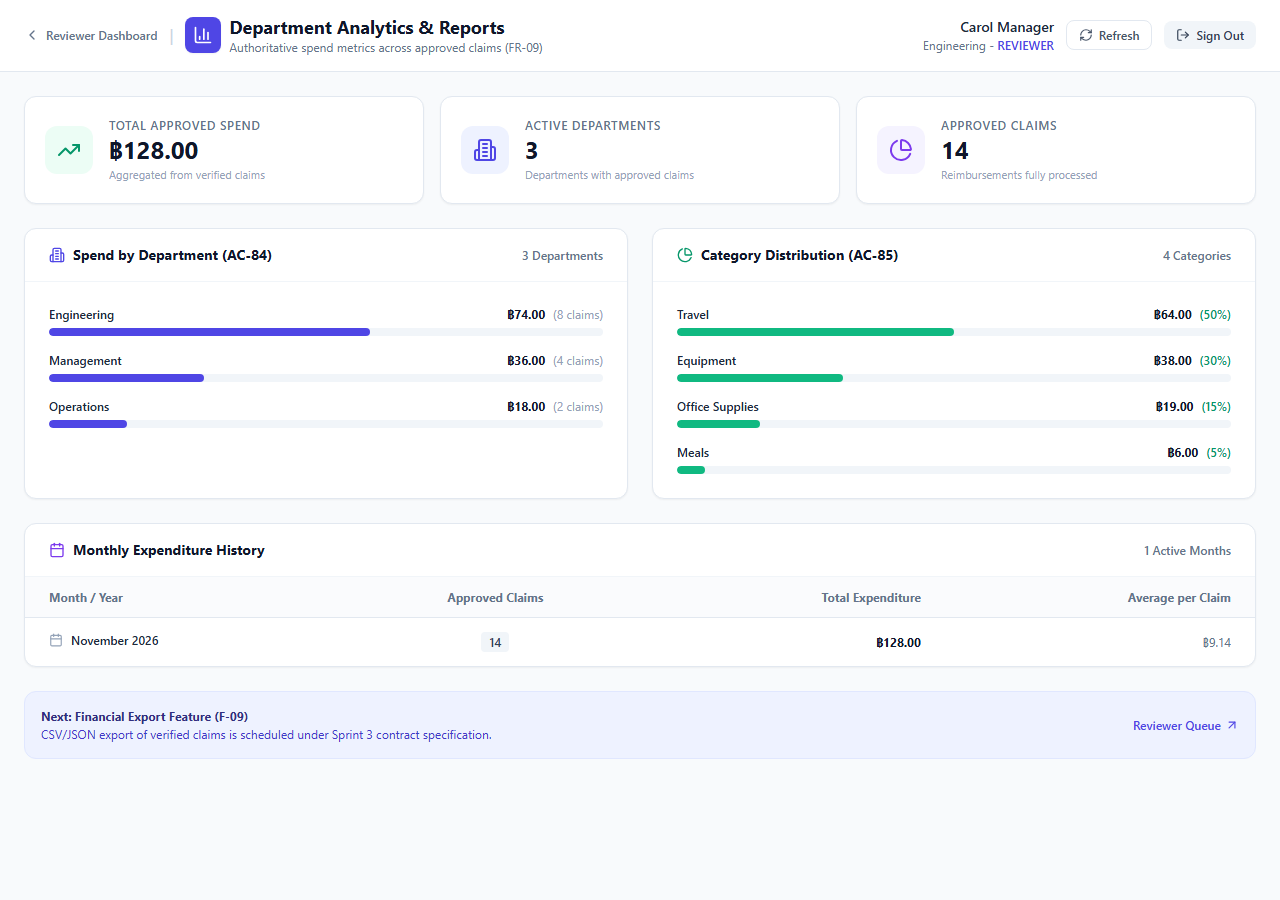 Reviewer Dashboard | Department Analytics & Reports
Authoritative spend metrics across approved claims (FR-09)
Carol Manager
Engineering - REVIEWER
Refresh
Sign Out
TOTAL APPROVED SPEND
฿128.00
Aggregated from verified claims
ACTIVE DEPARTMENTS
3
Departments with approved claims
APPROVED CLAIMS
14
Reimbursements fully processed
Spend by Department (AC-84) 3 Departments
Engineering ฿74.00 (8 claims)
Management ฿36.00 (4 claims)
Operations ฿18.00 (2 claims)
Category Distribution (AC-85) 4 Categories
Travel ฿64.00 (50%)
Equipment ฿38.00 (30%)
Office Supplies ฿19.00 (15%)
Meals ฿6.00 (5%)
Monthly Expenditure History 1 Active Months
Month / Year Approved Claims Total Expenditure Average per Claim
November 2026 14 ฿128.00 ฿9.14
Next: Financial Export Feature (F-09)
CSV/JSON export of verified claims is scheduled under Sprint 3 contract specification.
Reviewer Queue